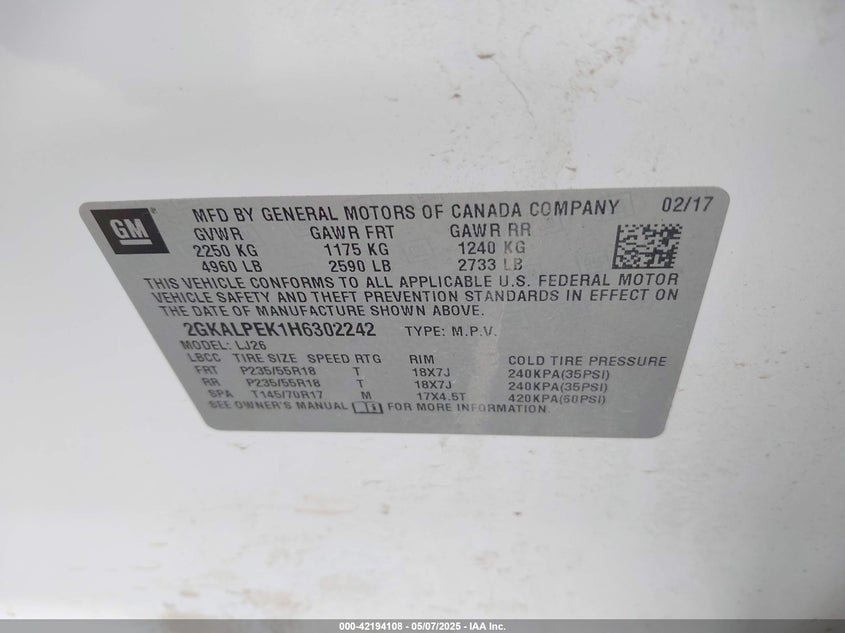 GM ® MFD BY GENERAL MOTORS OF CANADA COMPANY 02/17
GVWR GAWR FRT GAWR RR
2250 KG 1175 KG 1240 KG
4960 LB 2590 LB 2733 LB
THIS VEHICLE CONFORMS TO ALL APPLICABLE U.S. FEDERAL MOTOR
VEHICLE SAFETY AND THEFT PREVENTION STANDARDS IN EFFECT ON
THE DATE OF MANUFACTURE SHOWN ABOVE.
2GKALPEK1H6302242 TYPE: M.P.V.
MODEL: LJ26
LBCC TIRE SIZE SPEED RTG RIM COLD TIRE PRESSURE
FRT P235/55R18 T 18X7J 240KPA(35PSI)
RR P235/55R18 T 18X7J 240KPA(35PSI)
SPA T145/70R17 M 17X4.5T 420KPA(60PSI)
SEE OWNER'S MANUAL FOR MORE INFORMATION.
000-42194108 - 05/07/2025 - IAA Inc.